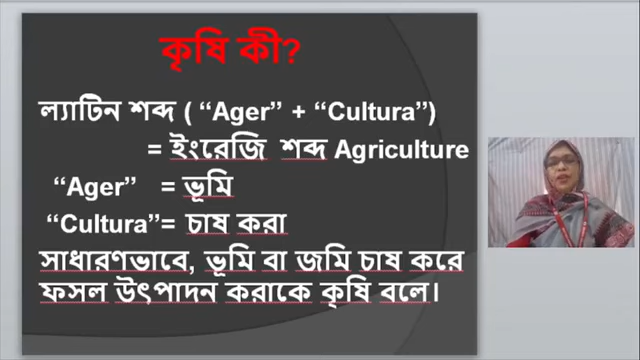 কৃষি কী?
ল্যাটিন শব্দ ( “Ager” + “Cultura”)
= ইংরেজি শব্দ Agriculture
“Ager” = ভূমি
“Cultura”= চাষ করা
সাধারণভাবে, ভূমি বা জমি চাষ করে
ফসল উৎপাদন করাকে কৃষি বলে।